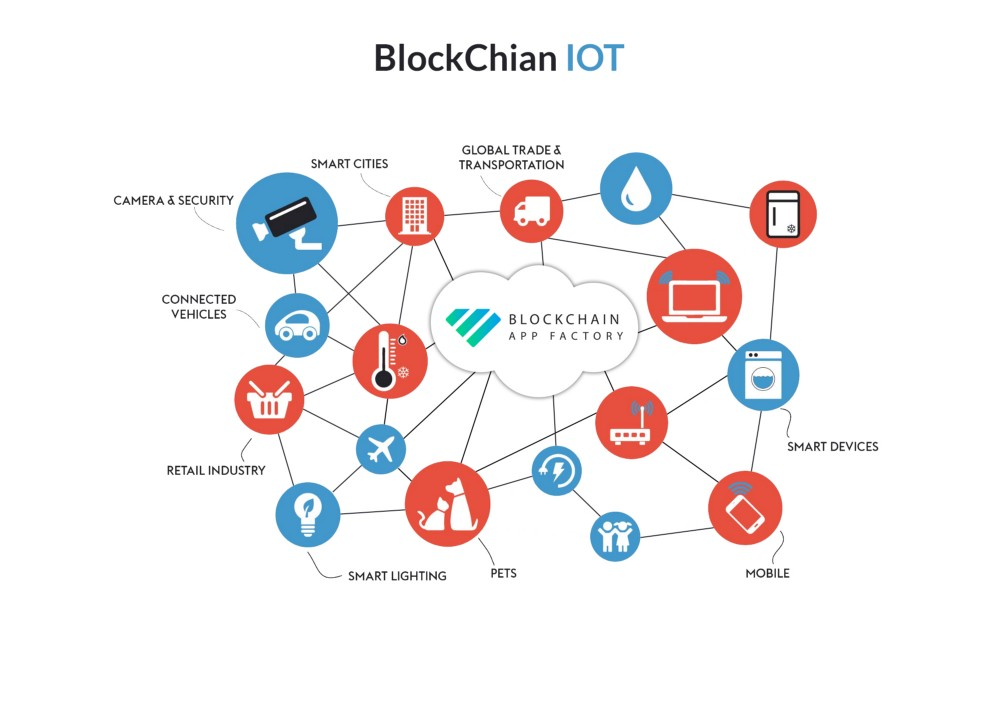 BlockChian IOT
GLOBAL TRADE &
TRANSPORTATION
SMART CITIES
CAMERA & SECURITY
CONNECTED
VEHICLES
BLOCKCHAIN
APP FACTORY
SMART DEVICES
RETAIL INDUSTRY
SMART LIGHTING
PETS
MOBILE